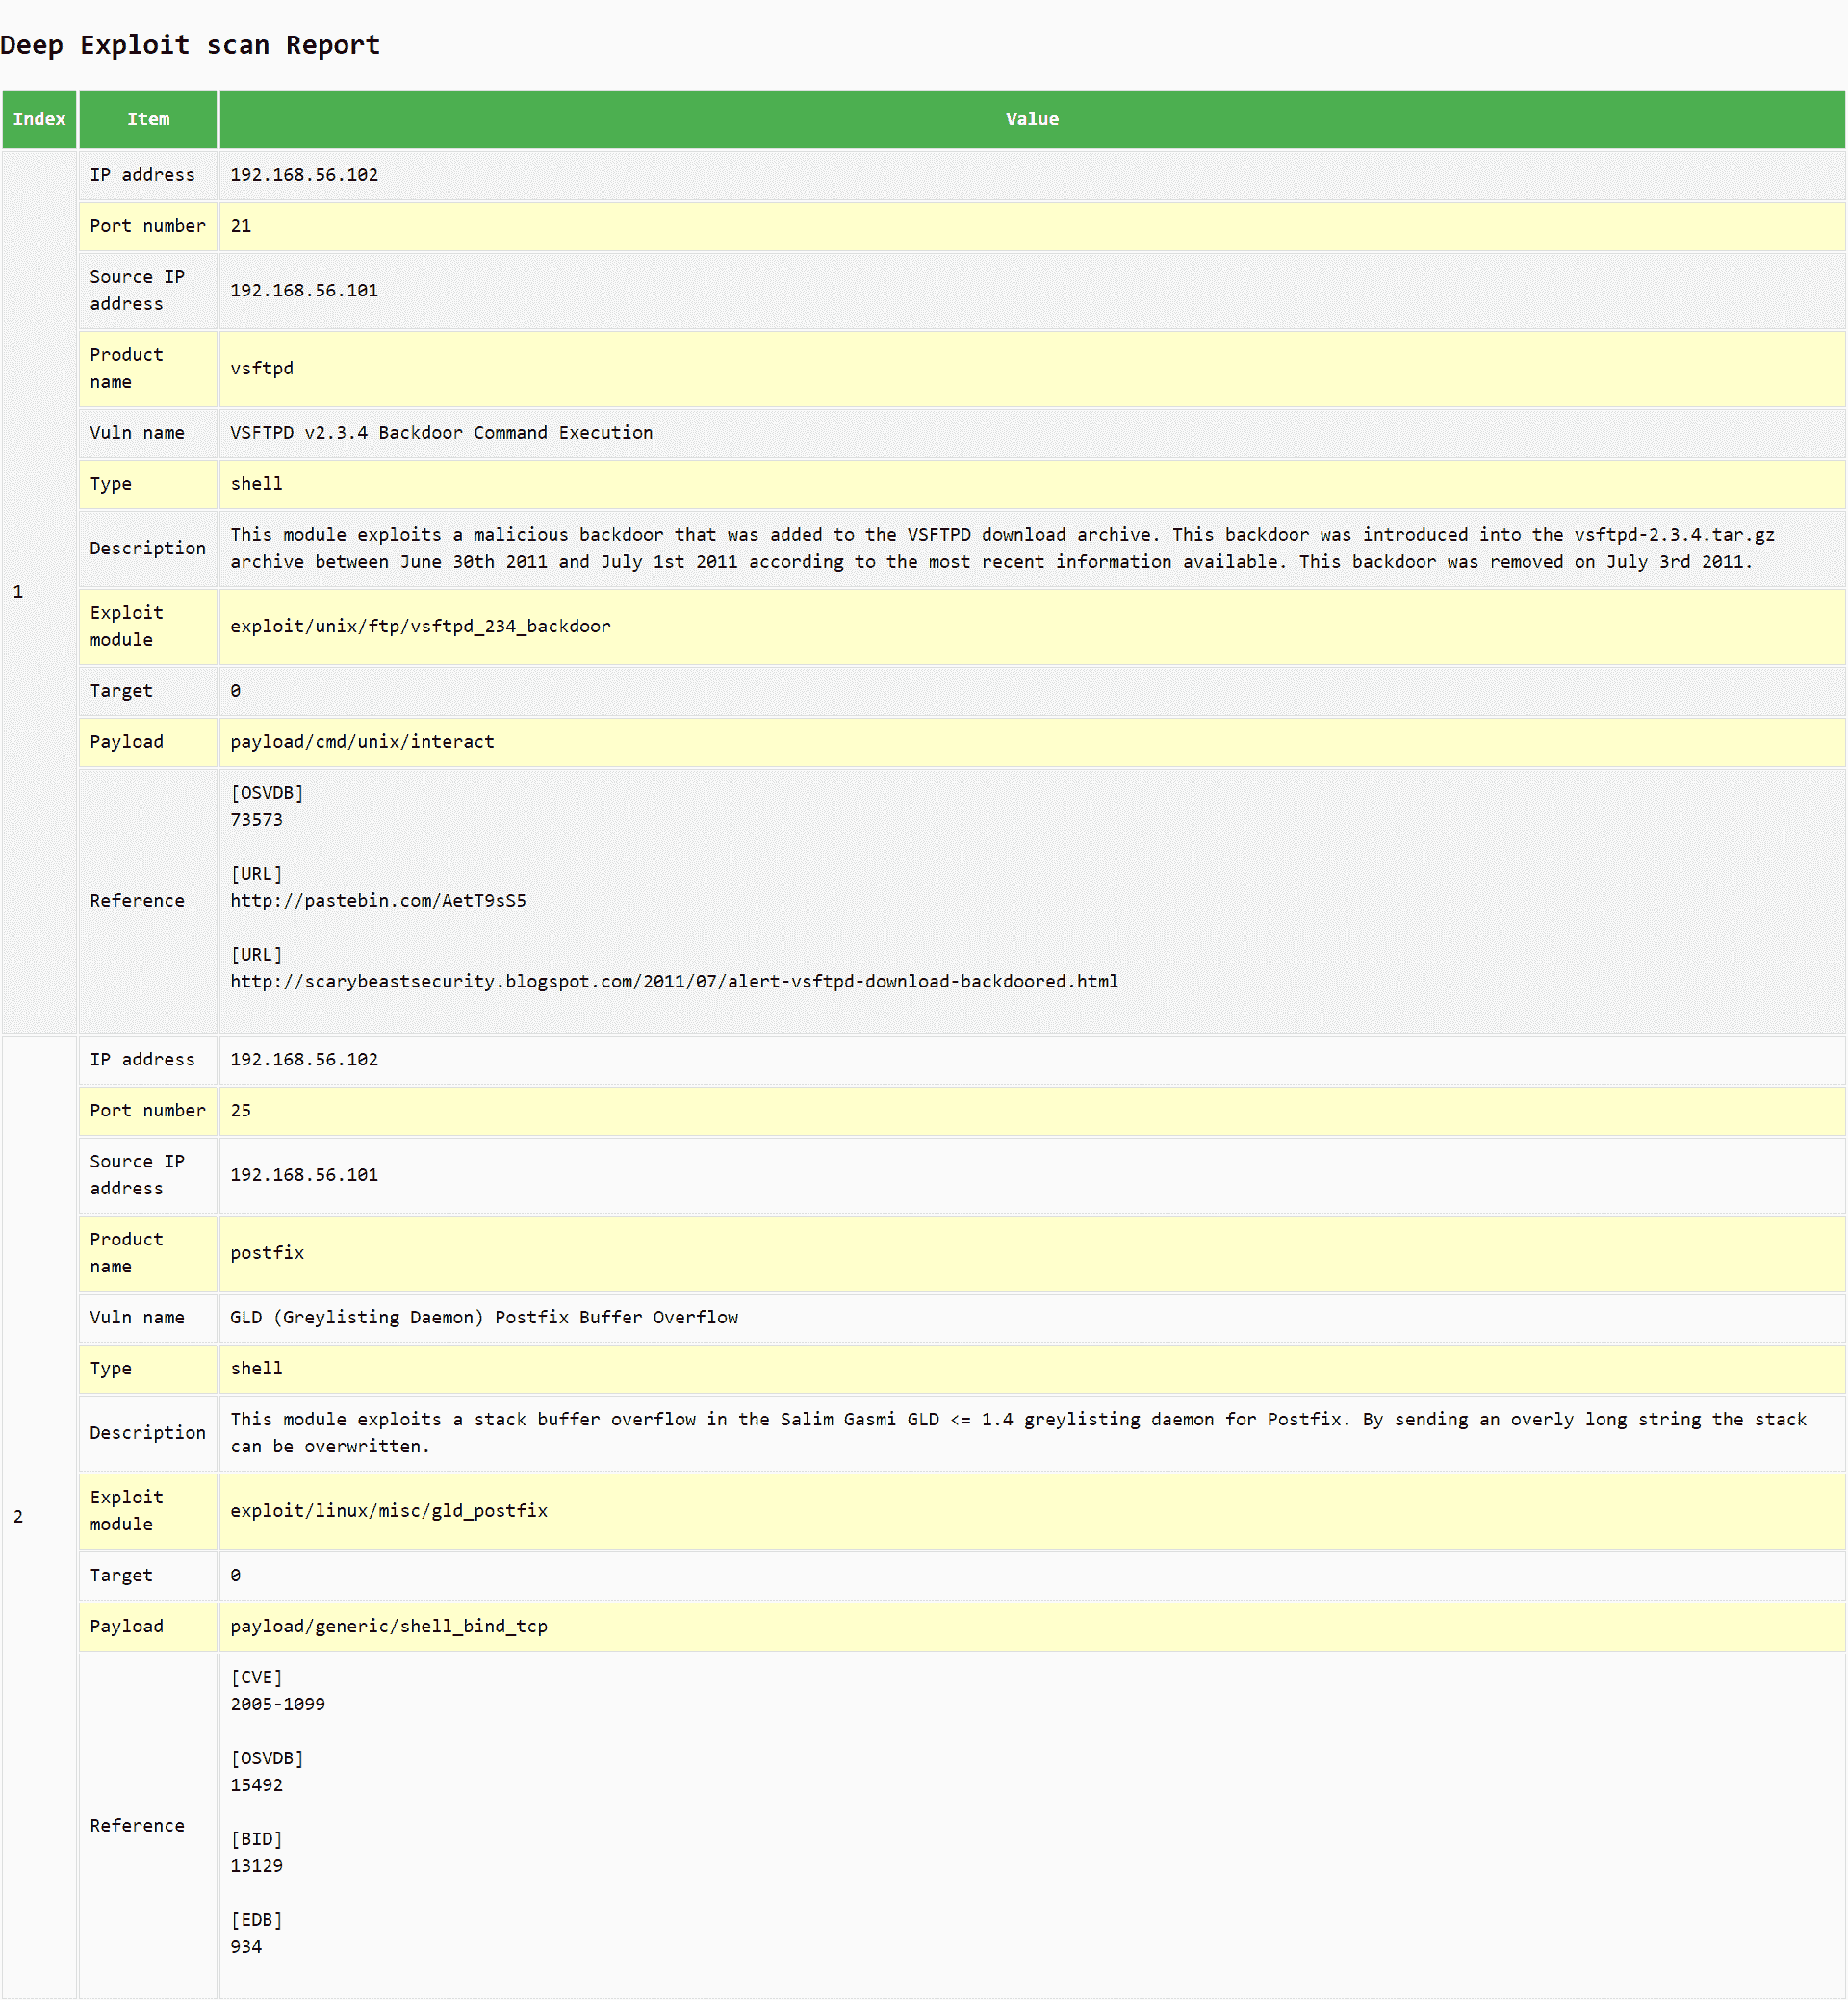 Deep Exploit scan Report
Index Item Value
1
IP address 192.168.56.102
Port number 21
Source IP
address
192.168.56.101
Product
name
vsftpd
Vuln name VSFTPD v2.3.4 Backdoor Command Execution
Type shell
Description
This module exploits a malicious backdoor that was added to the VSFTPD download archive. This backdoor was introduced into the vsftpd-2.3.4.tar.gz
archive between June 30th 2011 and July 1st 2011 according to the most recent information available. This backdoor was removed on July 3rd 2011.
Exploit
module
exploit/unix/ftp/vsftpd_234_backdoor
Target 0
Payload payload/cmd/unix/interact
Reference
[OSVDB]
73573
[URL]
http://pastebin.com/AetT9sS5
[URL]
http://scarybeastsecurity.blogspot.com/2011/07/alert-vsftpd-download-backdoored.html
2
IP address 192.168.56.102
Port number 25
Source IP
address
192.168.56.101
Product
name
postfix
Vuln name GLD (Greylisting Daemon) Postfix Buffer Overflow
Type shell
Description
This module exploits a stack buffer overflow in the Salim Gasmi GLD <= 1.4 greylisting daemon for Postfix. By sending an overly long string the stack
can be overwritten.
Exploit
module
exploit/linux/misc/gld_postfix
Target 0
Payload payload/generic/shell_bind_tcp
Reference
[CVE]
2005-1099
[OSVDB]
15492
[BID]
13129
[EDB]
934